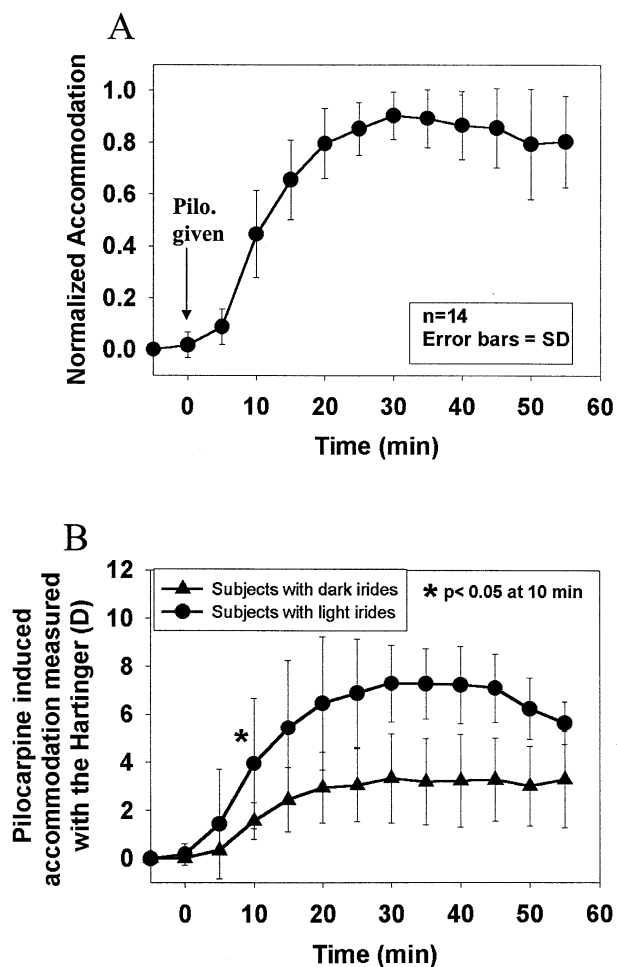 A
Normalized Accommodation
1.0
0.8
0.6
0.4
0.2
0.0
Pilo.
given
n=14
Error bars = SD
0 10 20 30 40 50 60
Time (min)
B
Pilocarpine induced
accommodation measured
with the Hartinger (D)
12
10
8
6
4
2
0
Subjects with dark irides
Subjects with light irides
* p< 0.05 at 10 min
*
0 10 20 30 40 50 60
Time (min)